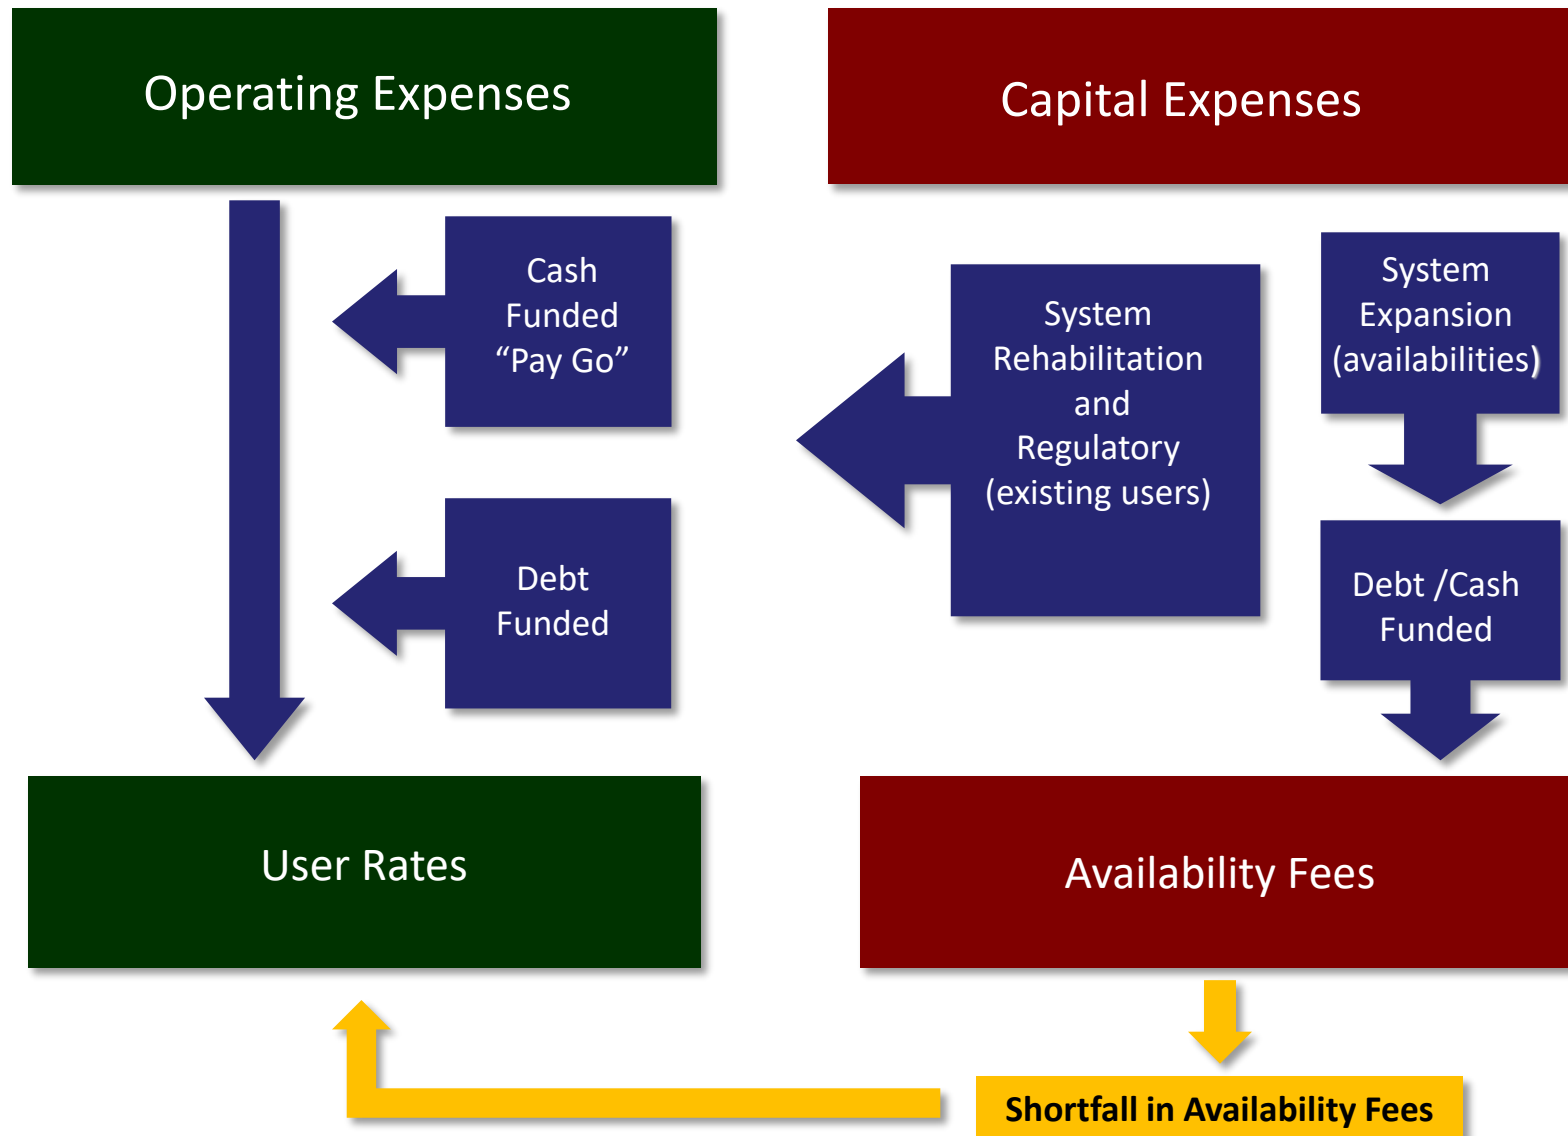 Operating Expenses
Capital Expenses
Cash
Funded
“Pay Go”
System
Rehabilitation
and
Regulatory
(existing users)
System
Expansion
(availabilities)
Debt
Funded
Debt /Cash
Funded
User Rates
Availability Fees
Shortfall in Availability Fees